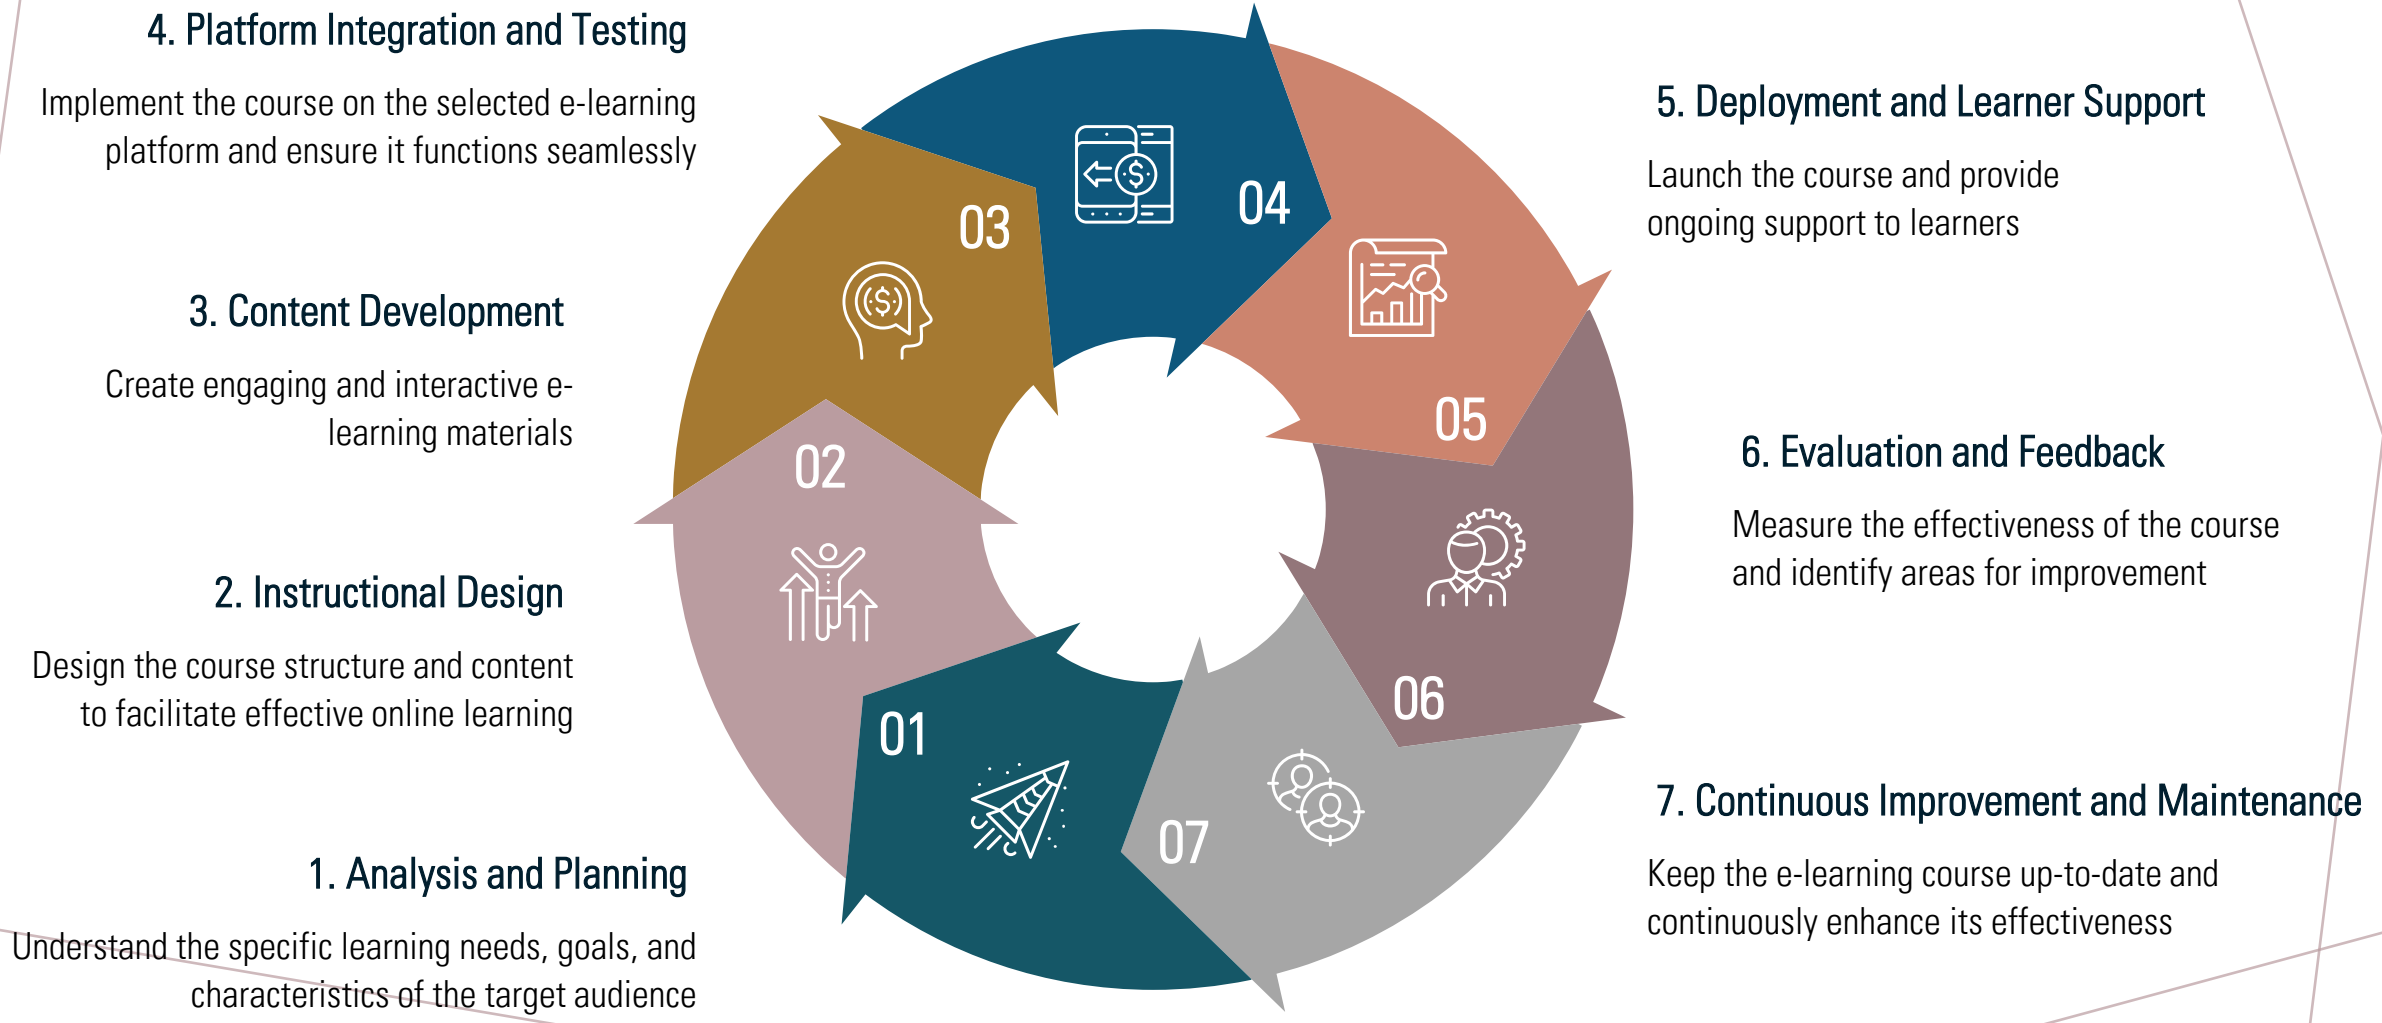 4. Platform Integration and Testing
Implement the course on the selected e-learning
platform and ensure it functions seamlessly
3. Content Development
Create engaging and interactive e-
learning materials
2. Instructional Design
Design the course structure and content
to facilitate effective online learning
1. Analysis and Planning
Understand the specific learning needs, goals, and
characteristics of the target audience
03
04
02
05
01
06
07
$
$
5. Deployment and Learner Support
Launch the course and provide
ongoing support to learners
6. Evaluation and Feedback
Measure the effectiveness of the course
and identify areas for improvement
7. Continuous Improvement and Maintenance
Keep the e-learning course up-to-date and
continuously enhance its effectiveness